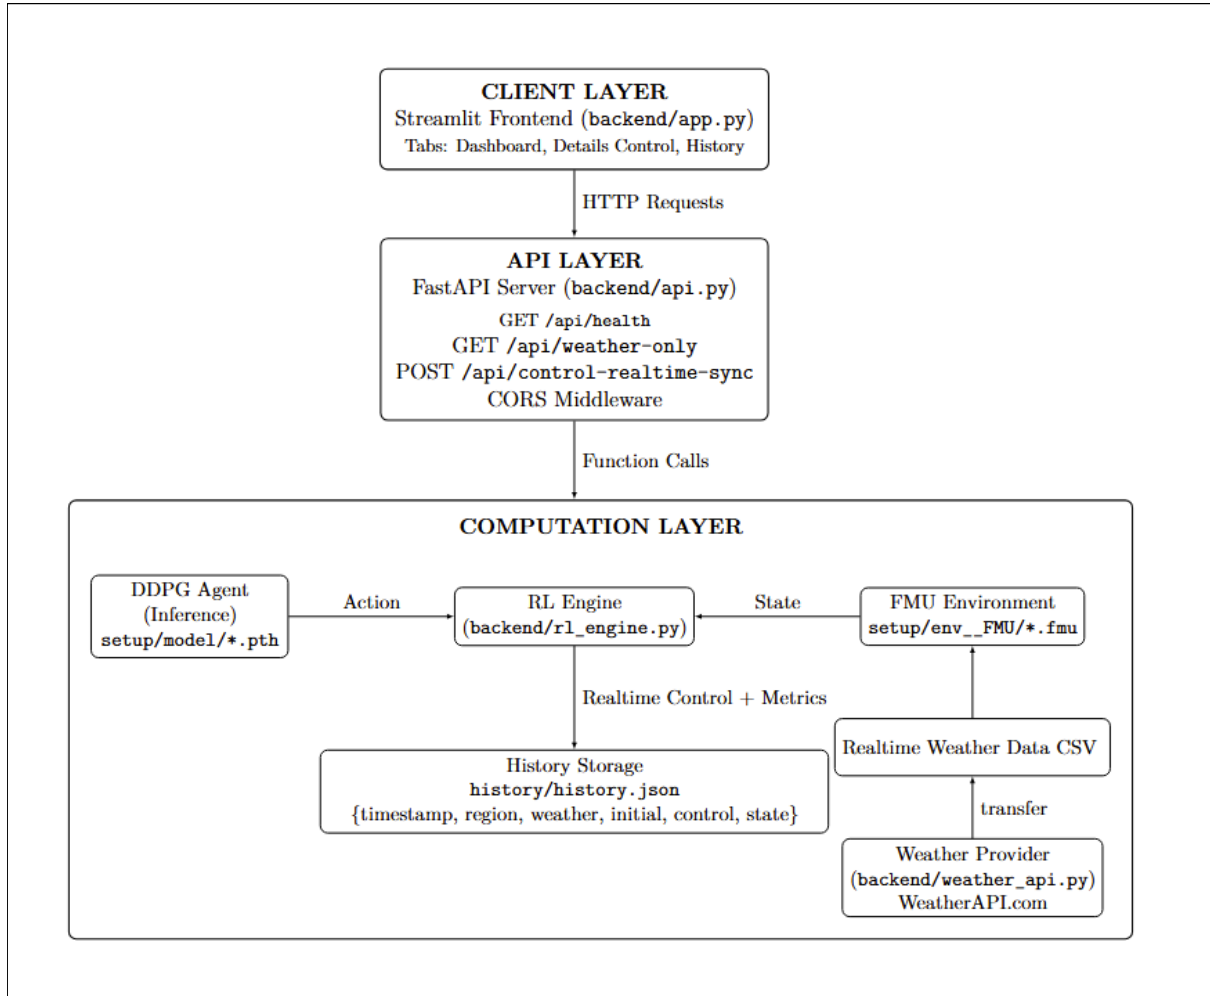 CLIENT LAYER
Streamlit Frontend (backend/app.py)
Tabs: Dashboard, Details Control, History
HTTP Requests
API LAYER
FastAPI Server (backend/api.py)
GET /api/health
GET /api/weather-only
POST /api/control-realtime-sync
CORS Middleware
Function Calls
COMPUTATION LAYER
DDPG Agent
(Inference)
setup/model/*.pth
Action
RL Engine
(backend/rl_engine.py)
State
FMU Environment
setup/env__FMU/*.fmu
Realtime Control + Metrics
Realtime Weather Data CSV
History Storage
history/history.json
{timestamp, region, weather, initial, control, state}
transfer
Weather Provider
(backend/weather_api.py)
WeatherAPI.com